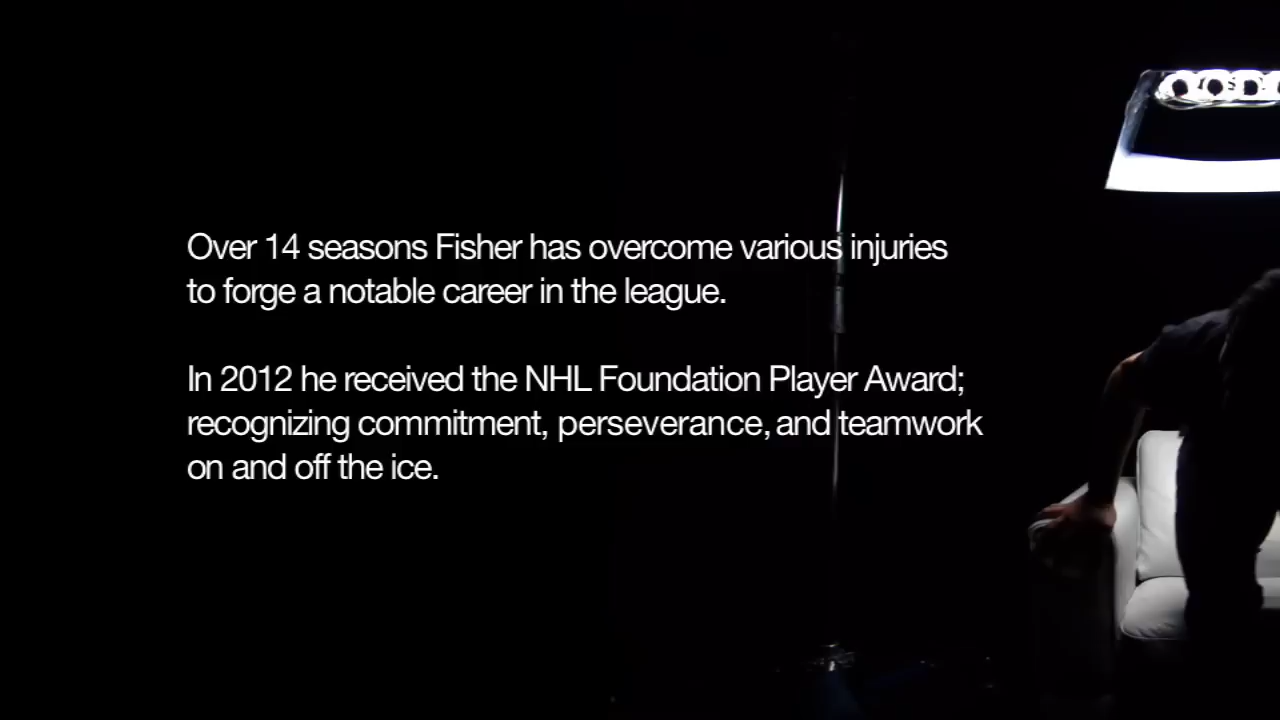 Over 14 seasons Fisher has overcome various injuries
to forge a notable career in the league.
In 2012 he received the NHL Foundation Player Award;
recognizing commitment, perseverance, and teamwork
on and off the ice.